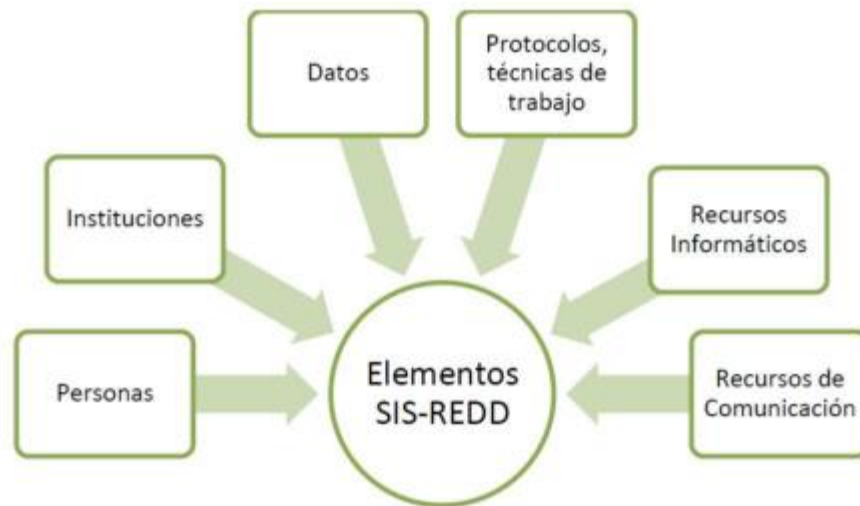 Datos
Protocolos,
técnicas de
trabajo
Instituciones
Recursos
Informáticos
Personas
Elementos
SIS-REDD
Recursos de
Comunicación